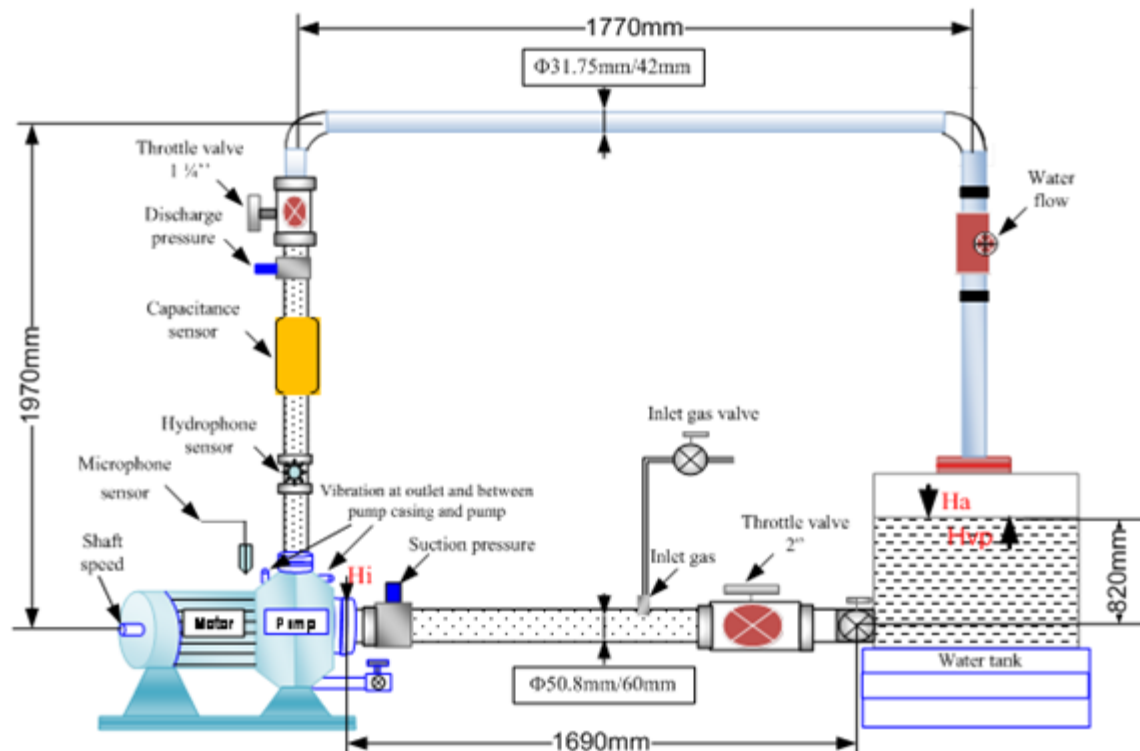 1770mm
Φ31.75mm/42mm
Throttle valve
1 ¼''
Discharge
pressure
Capacitance
sensor
1970mm
Hydrophone
sensor
Microphone
sensor
Vibration at outlet and between
pump casing and pump
Shaft
speed
Hi
Suction pressure
Motor
Pump
Inlet gas valve
Inlet gas
Throttle valve
2”
Water
flow
Ha
Hvp
820mm
Water tank
Φ50.8mm/60mm
1690mm